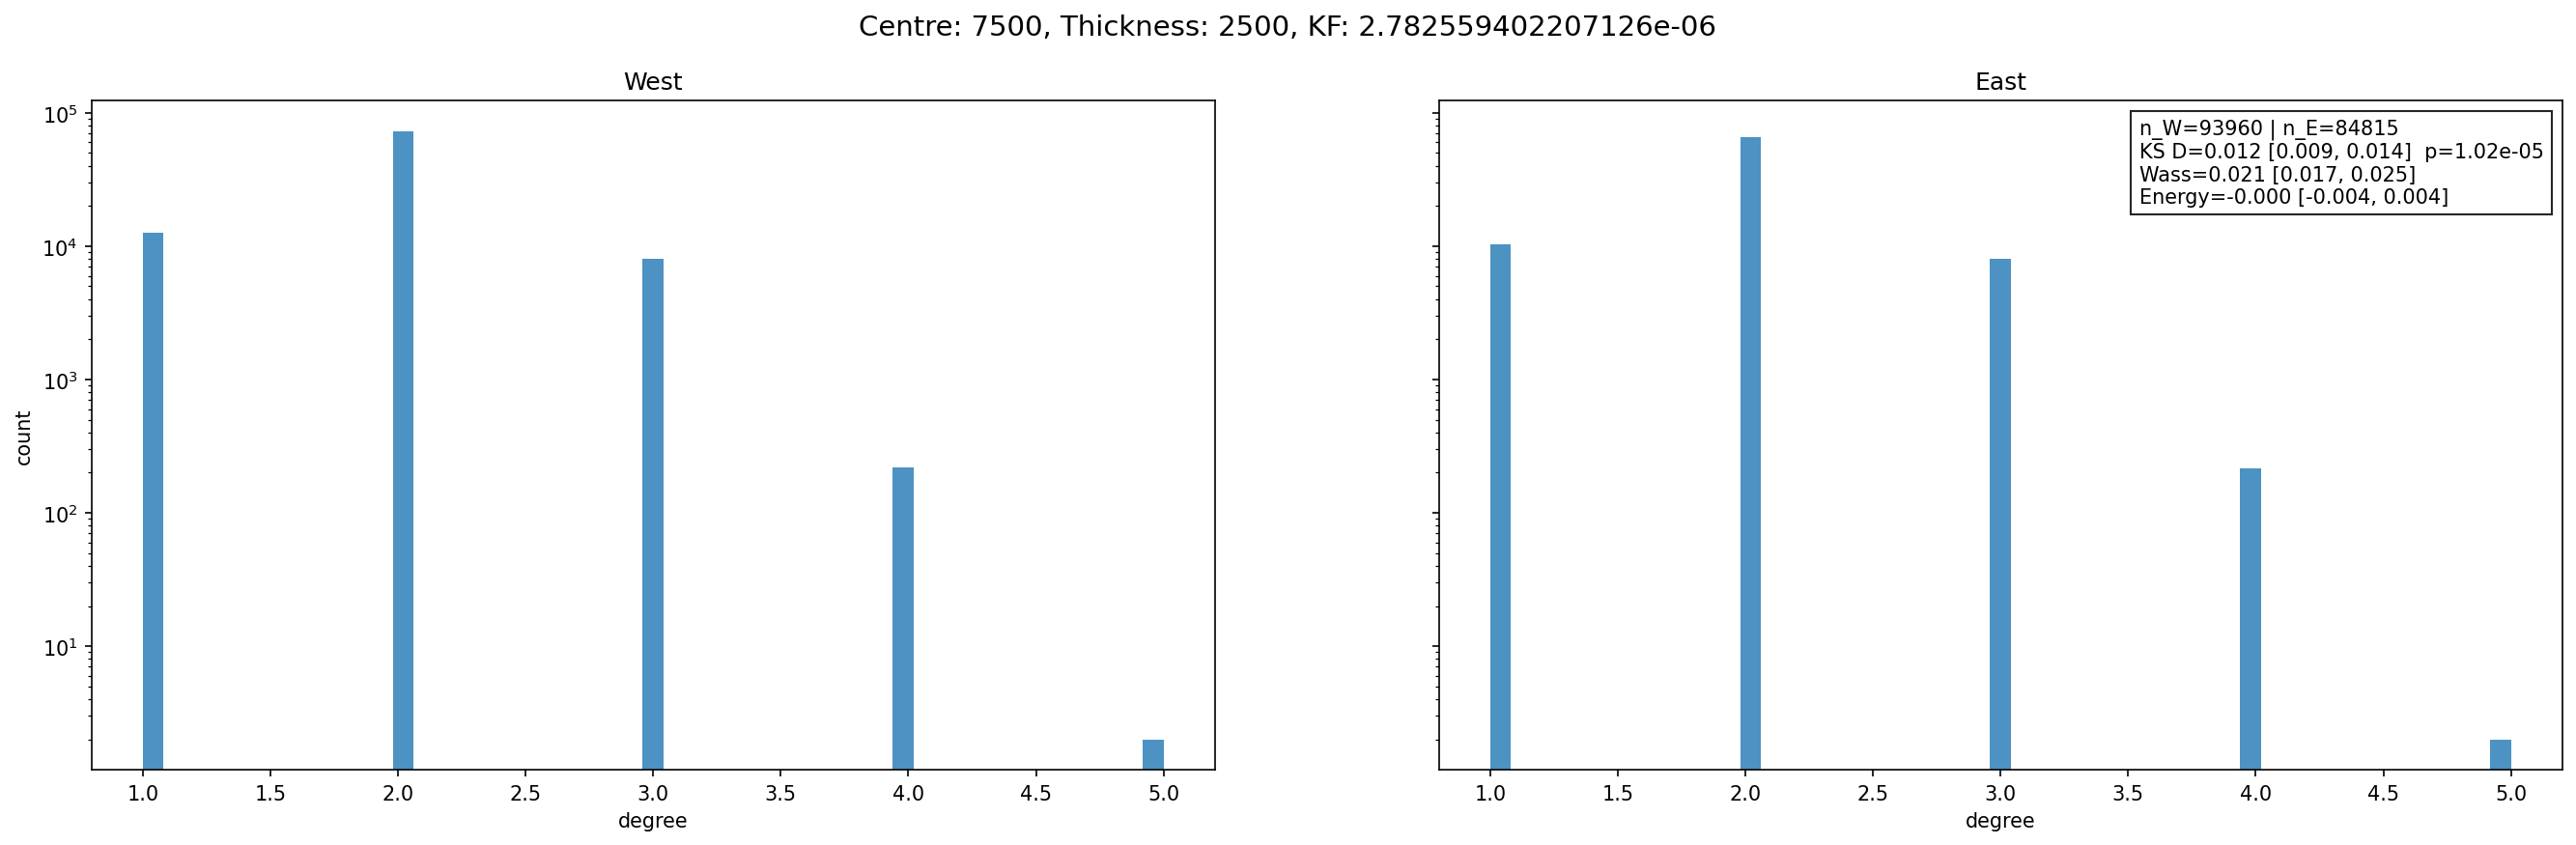 Centre: 7500, Thickness: 2500, KF: 2.782559402207126e-06
West
10⁵
10⁴
10³
10²
10¹
count
1.0 1.5 2.0 2.5 3.0 3.5 4.0 4.5 5.0
degree
East
n_W=93960 | n_E=84815
KS D=0.012 [0.009, 0.014]  p=1.02e-05
Wass=0.021 [0.017, 0.025]
Energy=-0.000 [-0.004, 0.004]
1.0 1.5 2.0 2.5 3.0 3.5 4.0 4.5 5.0
degree